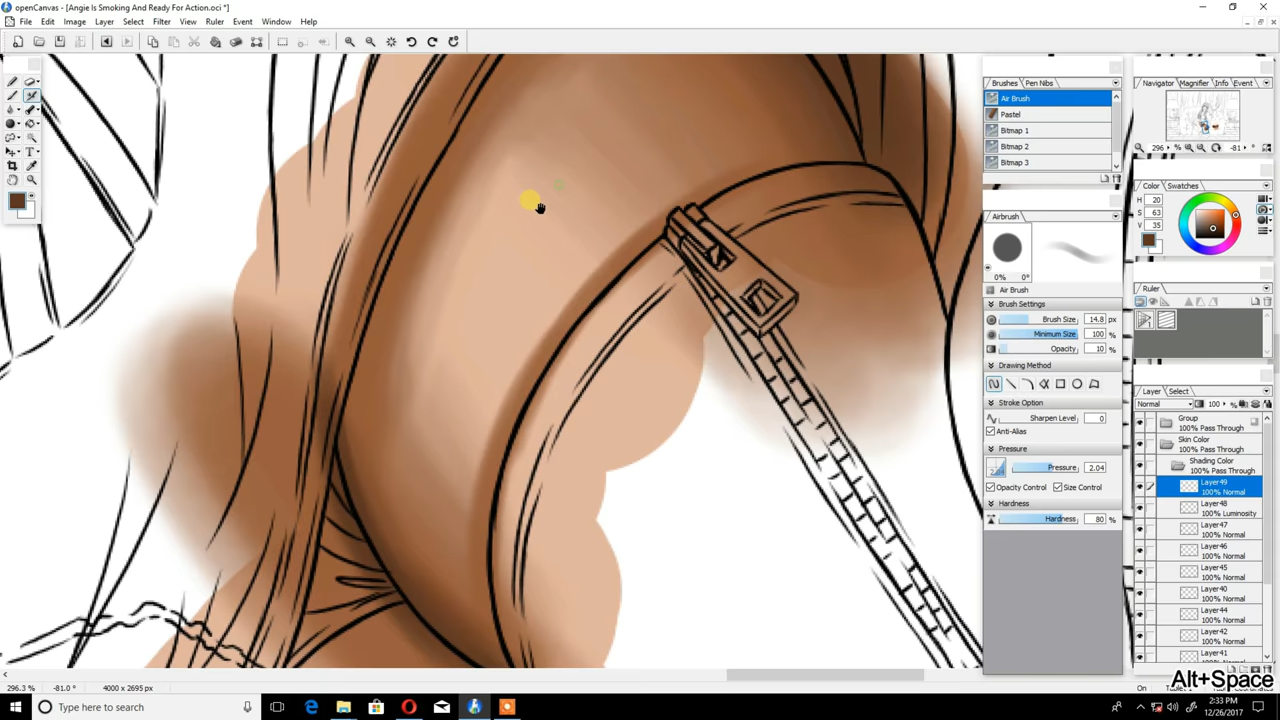 openCanvas - [Angie Is Smoking And Ready For Action.oci *]
File Edit Image Layer Select Filter View Ruler Event Window Help
Brushes Pen Nibs
Air Brush
Pastel
Bitmap 1
Bitmap 2
Bitmap 3
Navigator Magnifier Info Event
296 % -81 °
Color Swatches
H 20
S 63
V 35
Airbrush
0% 0°
Air Brush
Brush Settings
Brush Size 14.8 px
Minimum Size 100 %
Opacity 10 %
Drawing Method
Stroke Option
Sharpen Level 0
Anti-Alias
Pressure
2.04 Pressure 2.04
Opacity Control Size Control
Hardness
Hardness 80 %
Ruler
Layer Select
Normal 100 %
Group
100% Pass Through
Skin Color
100% Pass Through
Shading Color
100% Pass Through
Layer49
100% Normal
Layer48
100% Luminosity
Layer47
100% Normal
Layer46
100% Normal
Layer45
100% Normal
Layer40
100% Normal
Layer44
100% Normal
Layer42
100% Normal
Layer41
100% Normal
Alt+Space
296.3 % -81.0 ° 4000 x 2695 px
On
Type here to search
2:33 PM
12/26/2017